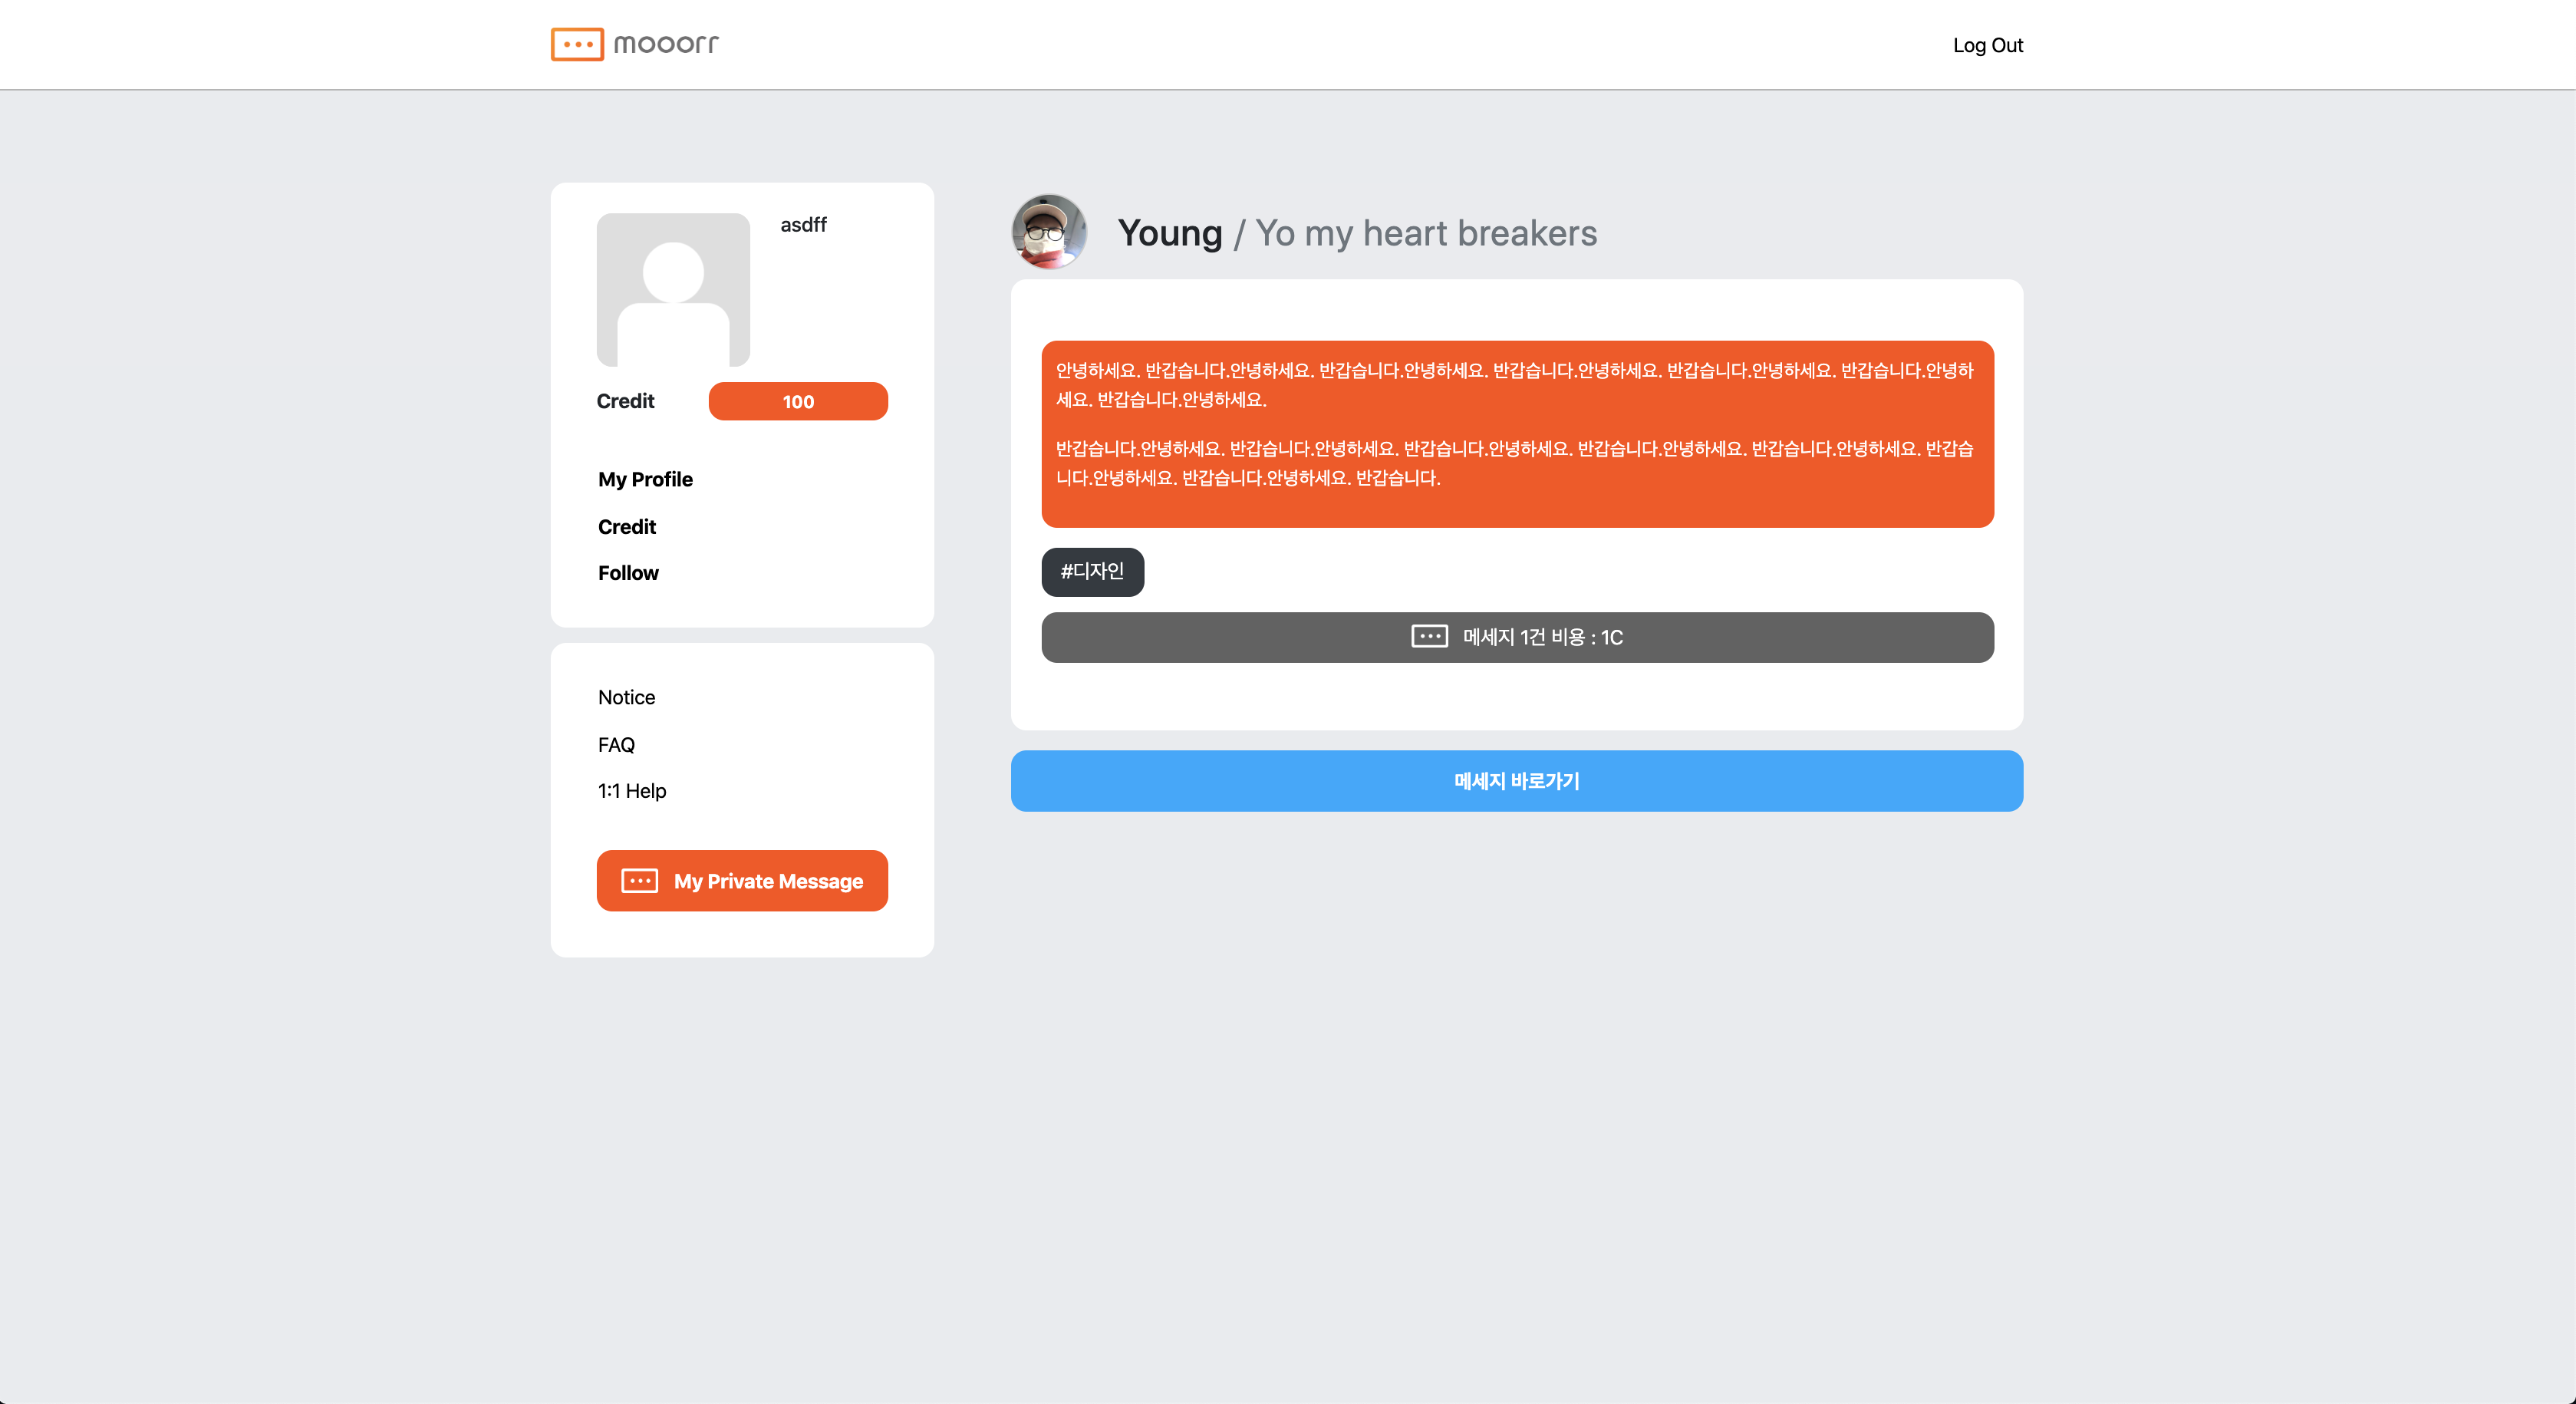 mooorr
Log Out
asdff
Credit
100
My Profile
Credit
Follow
Notice
FAQ
1:1 Help
My Private Message
Young / Yo my heart breakers
안녕하세요. 반갑습니다.안녕하세요. 반갑습니다.안녕하세요. 반갑습니다.안녕하세요. 반갑습니다.안녕하세요. 반갑습니다.안녕하
세요. 반갑습니다.안녕하세요.
반갑습니다.안녕하세요. 반갑습니다.안녕하세요. 반갑습니다.안녕하세요. 반갑습니다.안녕하세요. 반갑습니다.안녕하세요. 반갑습
니다.안녕하세요. 반갑습니다.안녕하세요. 반갑습니다.
#디자인
메세지 1건 비용 : 1C
메세지 바로가기